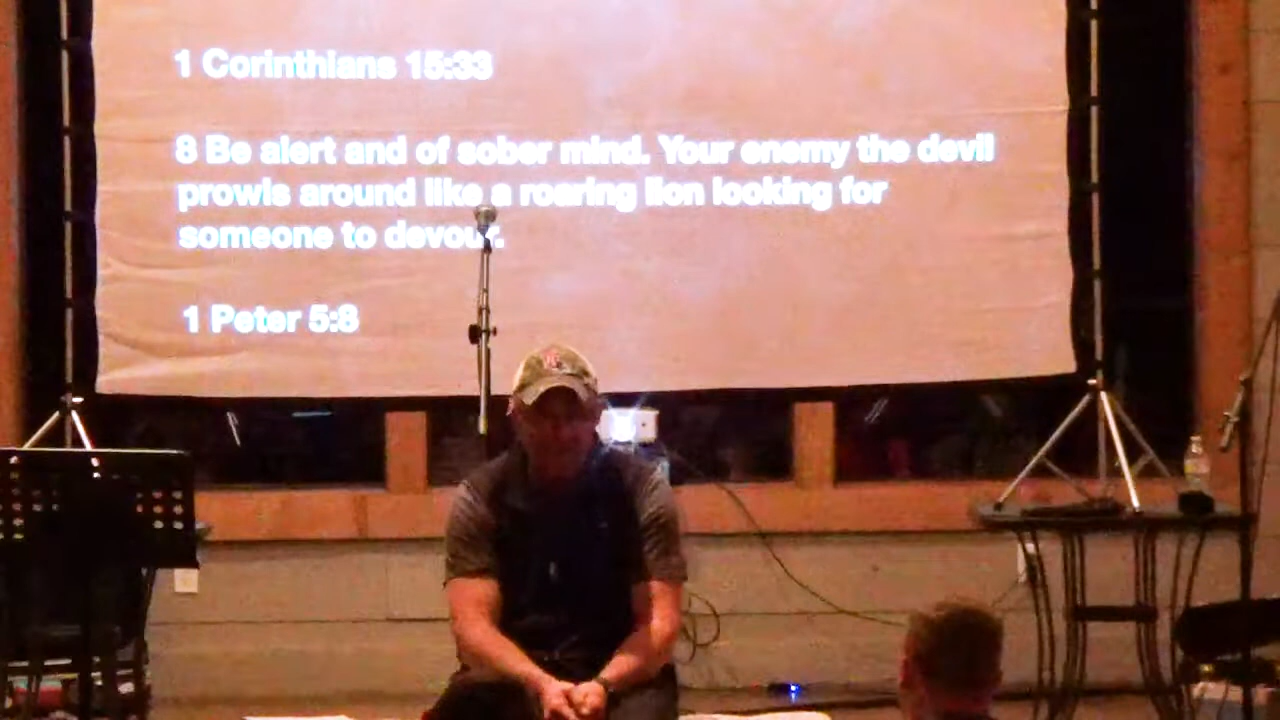 1 Corinthians 15:33
8 Be alert and of sober mind. Your enemy the devil
prowls around like a roaring lion looking for
someone to devour.
1 Peter 5:8